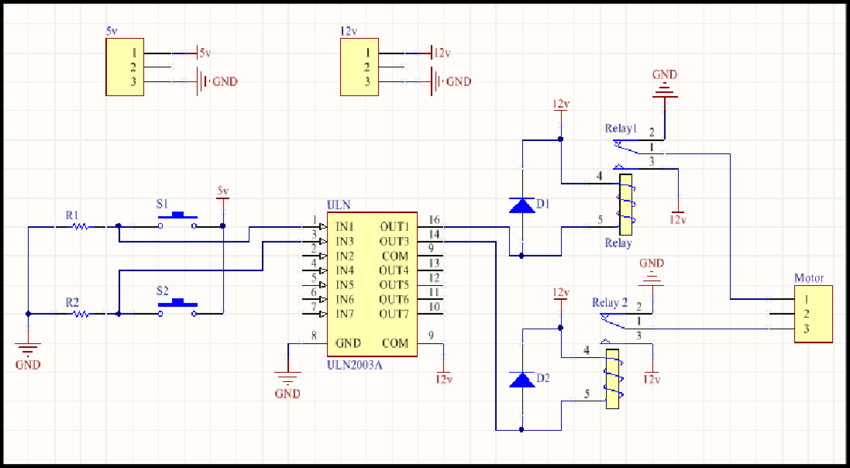 5v
1
2
3
5v
GND
12v
1
2
3
12v
GND
R1
S1
5v
R2
S2
GND
ULN
1 IN1 OUT1 16
3 IN3 OUT3 14
2 IN2 COM 9
4 IN4 OUT4 13
5 IN5 OUT5 12
6 IN6 OUT6 11
7 IN7 OUT7 10
8 GND COM 9
ULN2003A
GND
12v
12v
D1
GND
Relay1
2
1
3
4
5
12v
Relay
12v
D2
GND
Relay 2
2
1
3
4
5
12v
Motor
1
2
3